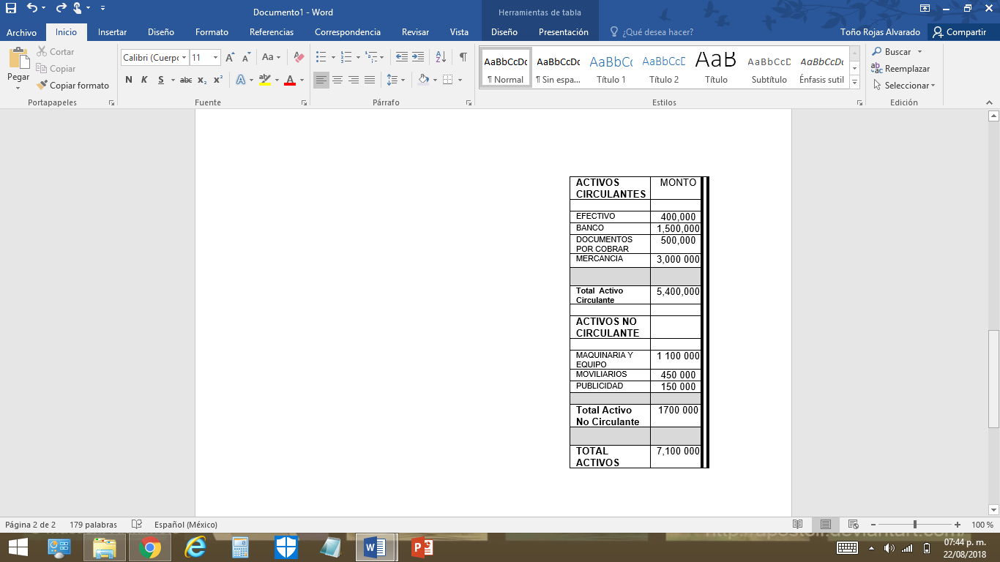 Documento1 - Word
Herramientas de tabla
Archivo Inicio Insertar Diseño Formato Referencias Correspondencia Revisar Vista Diseño Presentación ¿Qué desea hacer? Toño Rojas Alvarado Compartir
Pegar
Cortar
Copiar
Copiar formato
Portapapeles
Calibri (Cuerpo 11
N K S abc x₂ x²
Fuente
Párrafo
AaBbCcDc AaBbCcDc AaBbCc AaBbCcD AaB AaBbCcD AaBbCcDc
¶ Normal ¶ Sin espa... Título 1 Título 2 Título Subtítulo Énfasis sutil
Estilos
Buscar
Reemplazar
Seleccionar
Edición
ACTIVOS CIRCULANTES MONTO
EFECTIVO 400,000
BANCO 1,500,000
DOCUMENTOS POR COBRAR 500,000
MERCANCIA 3,000 000
Total Activo Circulante 5,400,000
ACTIVOS NO CIRCULANTE
MAQUINARIA Y EQUIPO 1 100 000
MOVILIARIOS 450 000
PUBLICIDAD 150 000
Total Activo No Circulante 1700 000
TOTAL ACTIVOS 7,100 000
Página 2 de 2 179 palabras Español (México) 100 %
07:44 p. m.
22/08/2018